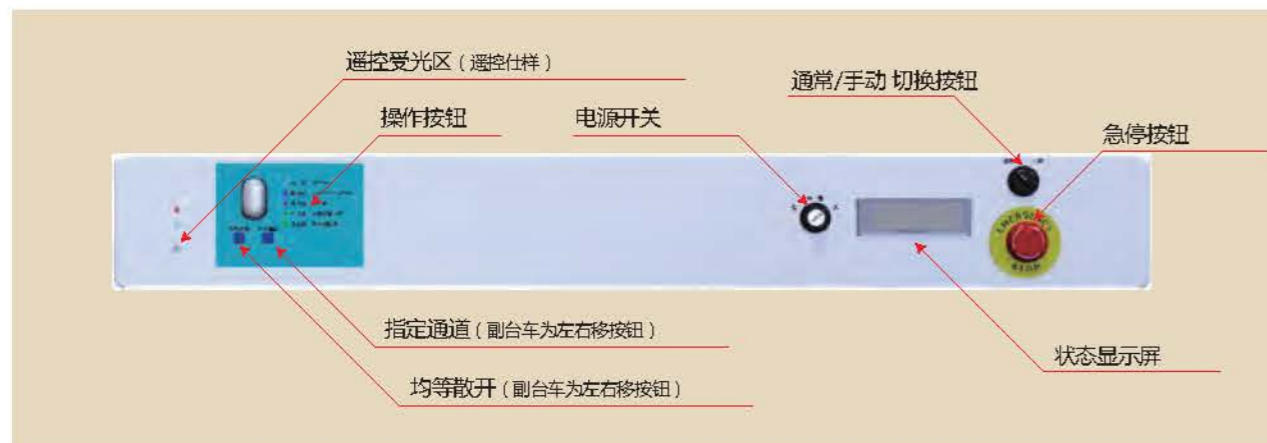 遥控受光区（遥控仕样）
通常/手动 切换按钮
操作按钮
电源开关
急停按钮
EMERGENCY
STOP
指定通道（副台车为左右移按钮）
状态显示屏
均等散开（副台车为左右移按钮）